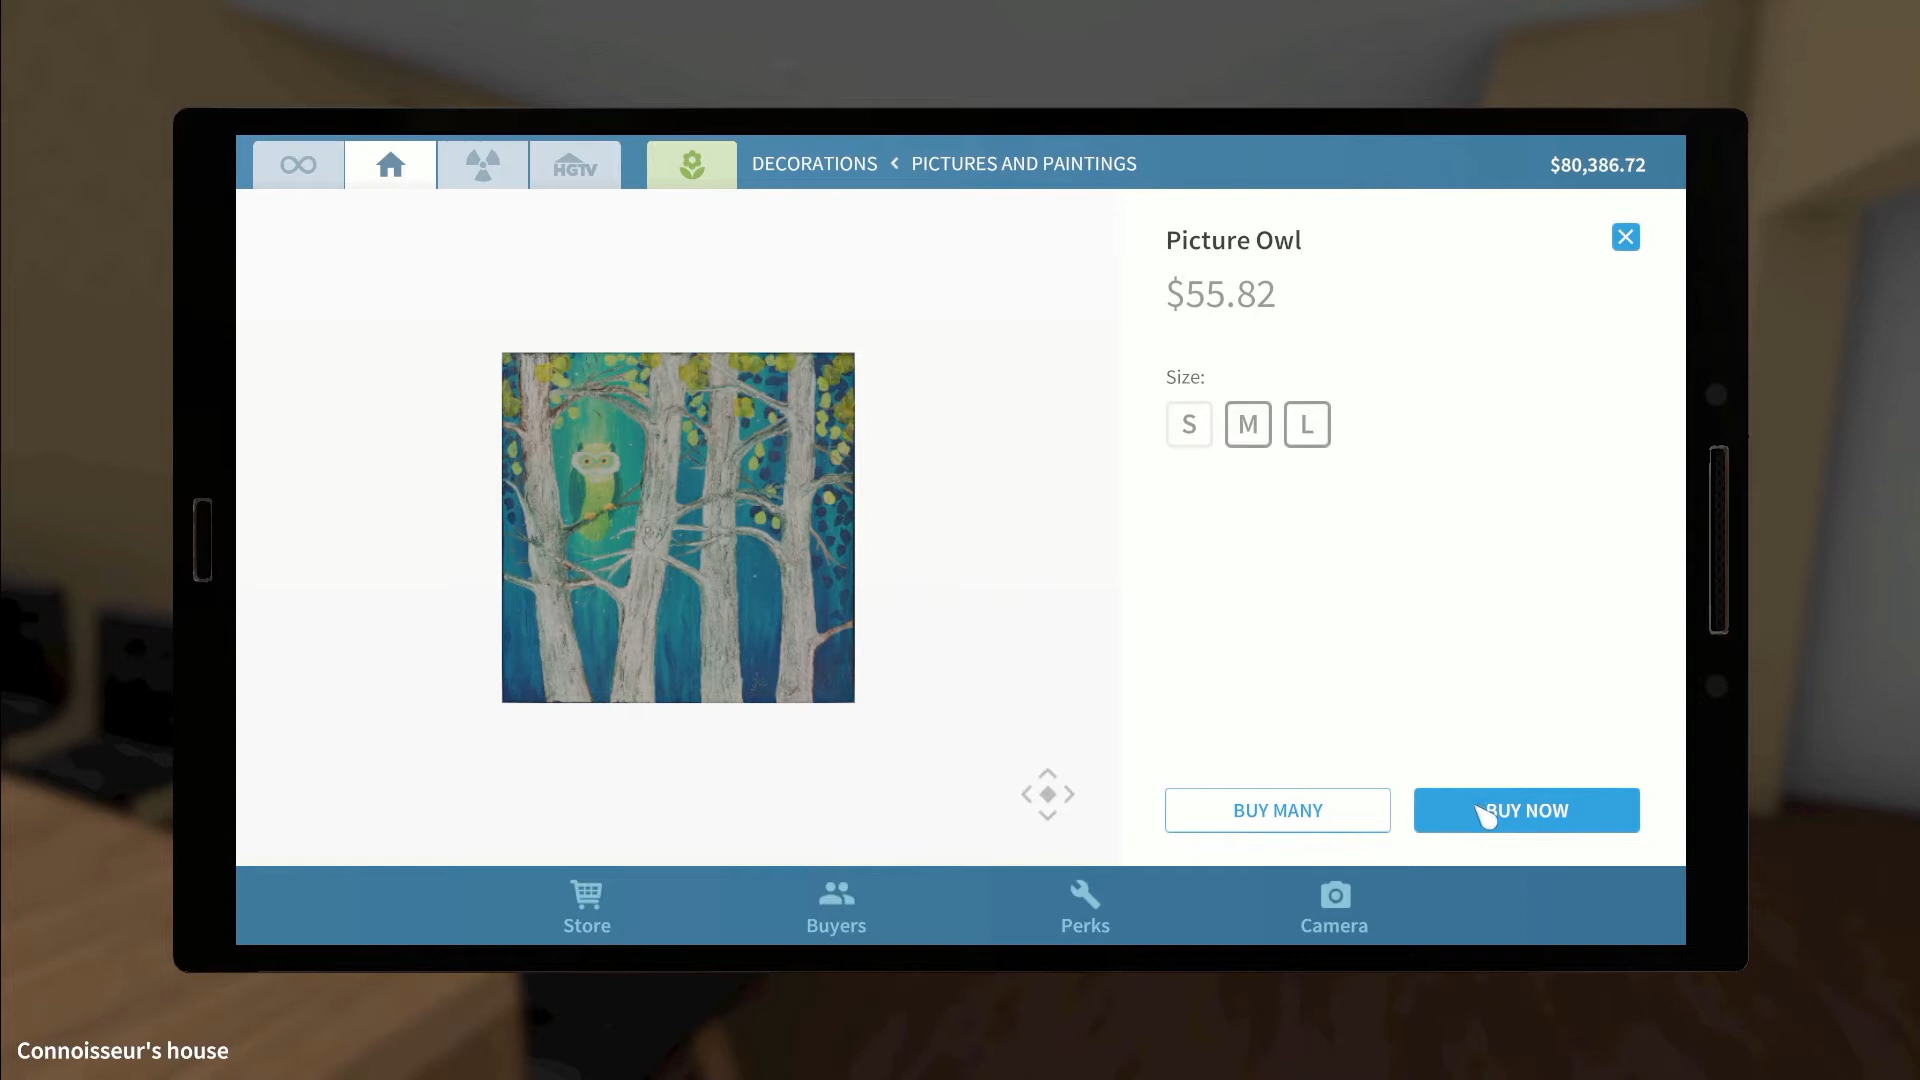 HGTV
DECORATIONS < PICTURES AND PAINTINGS
$80,386.72
Picture Owl
$55.82
Size:
S M L
BUY MANY
BUY NOW
Store
Buyers
Perks
Camera
Connoisseur's house